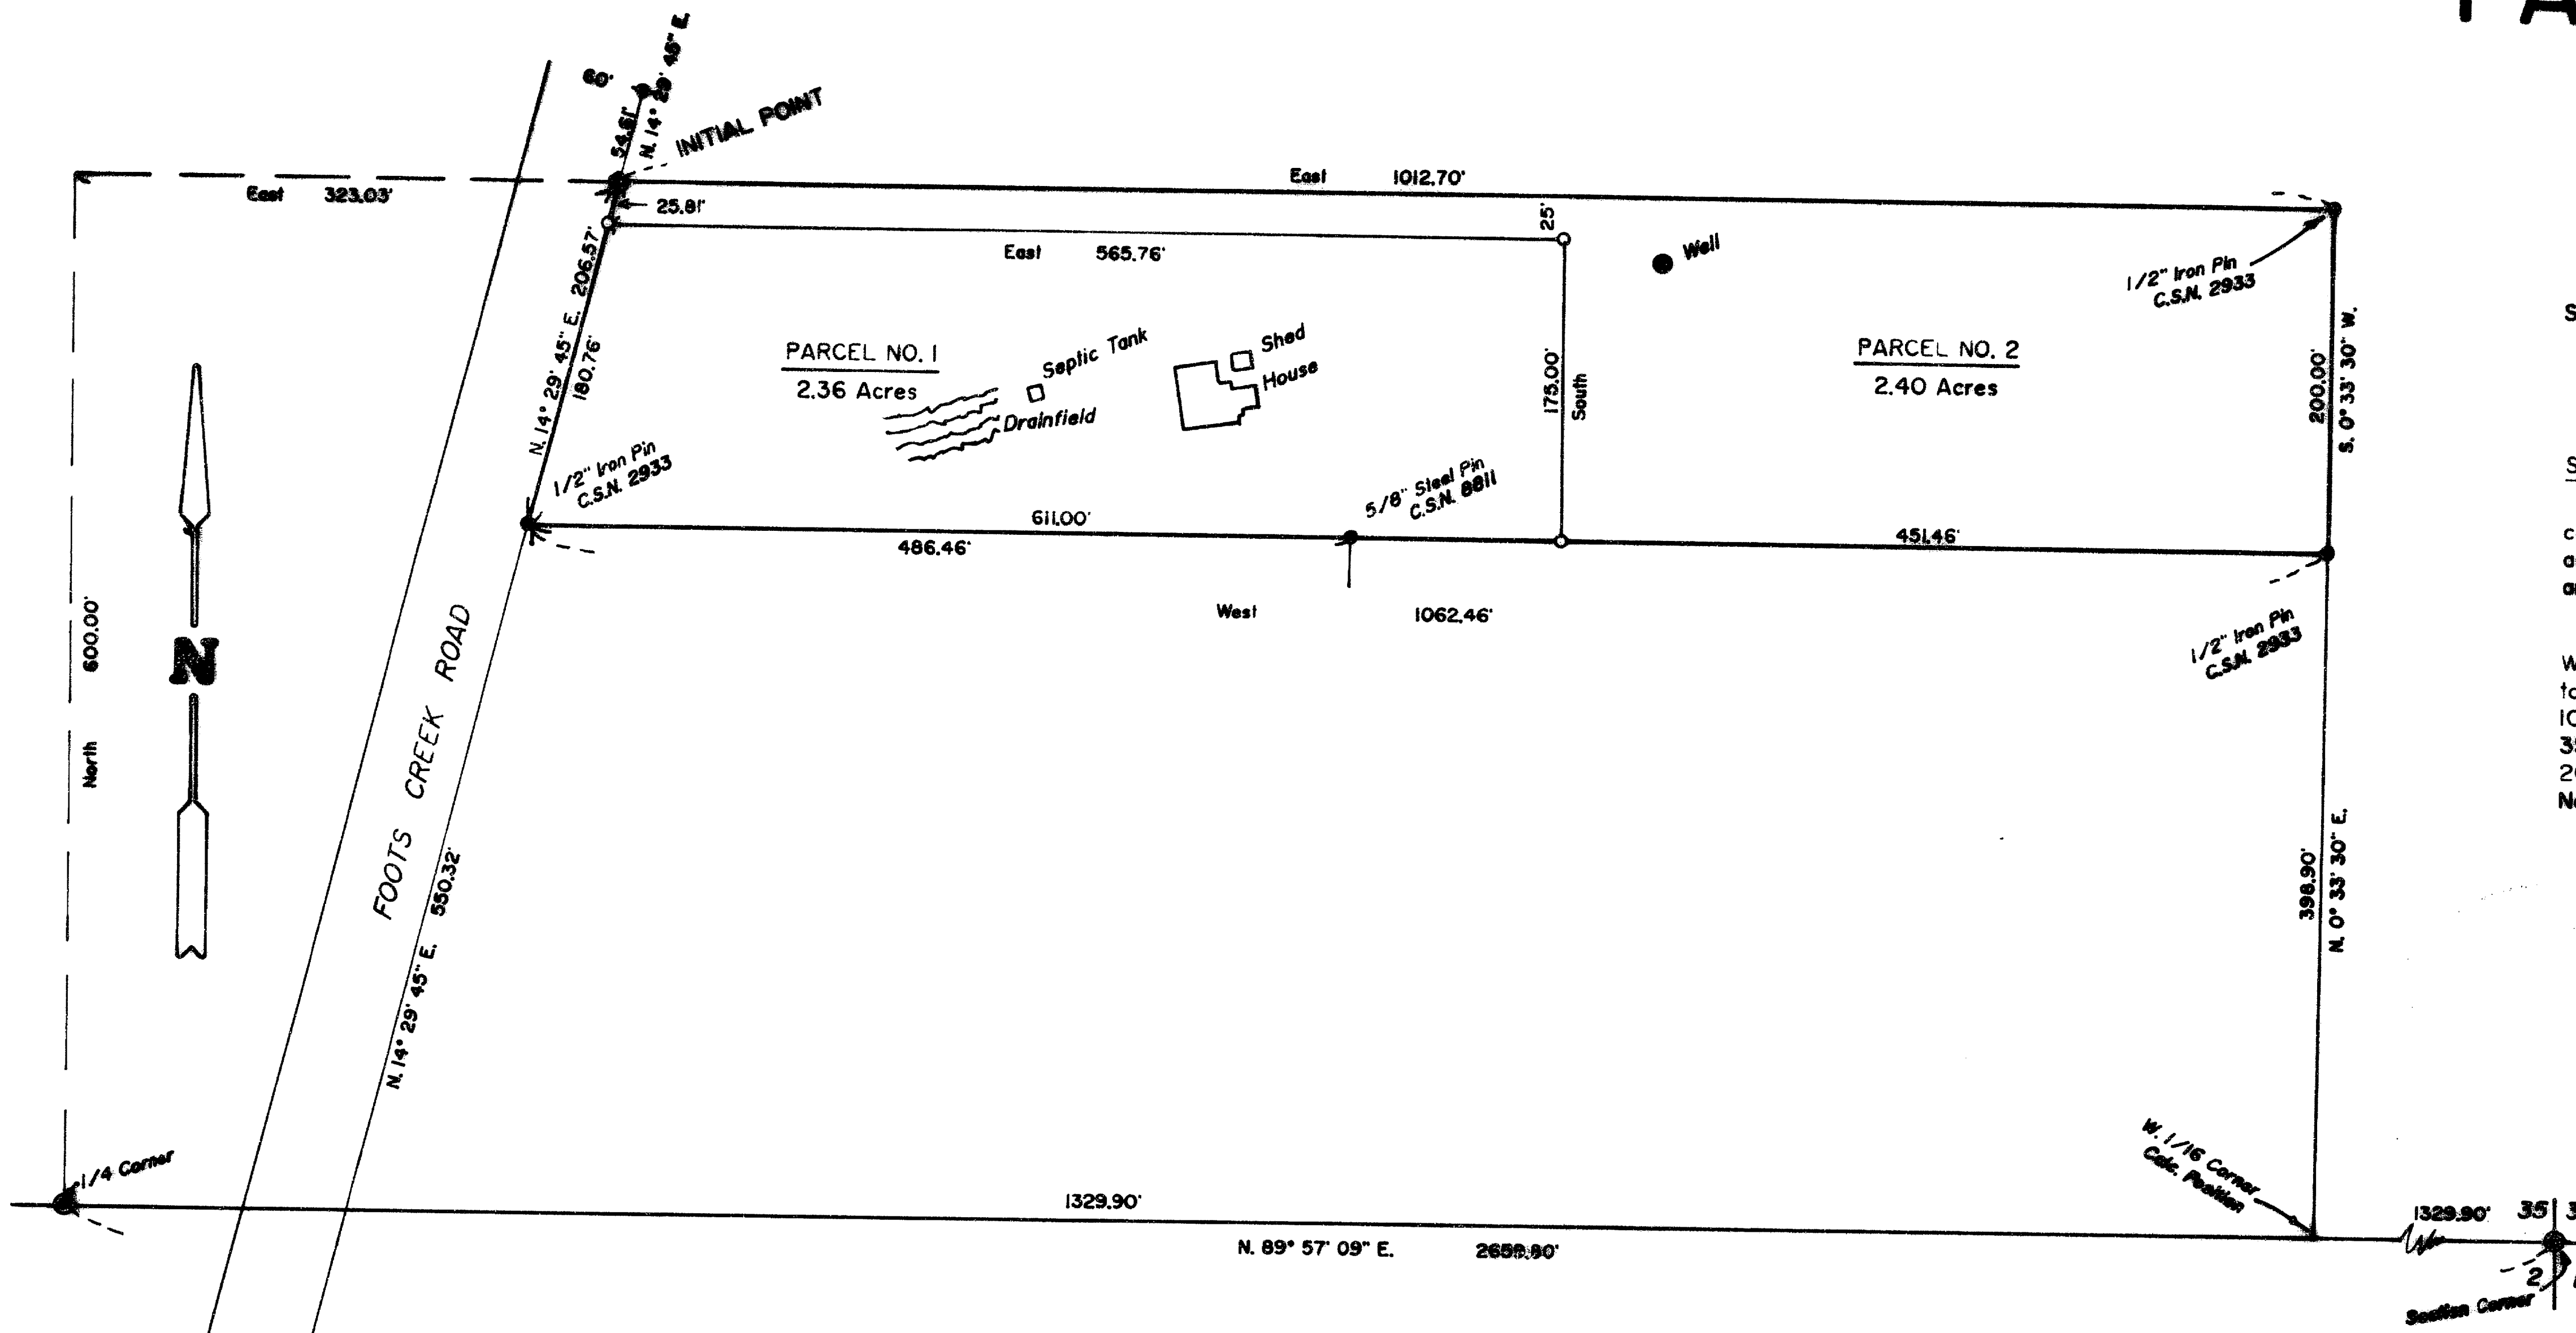 60'
54.61'
N. 14° 29' 45" E.
INITIAL POINT
East 323.03'
East 1012.70'
25.81'
25'
East 565.76'
Well
1/2" Iron Pin
C.S.N. 2933
N. 14° 29' 45" E. 206.57'
180.76'
PARCEL NO. 1
2.36 Acres
Septic Tank
Drainfield
Shed
House
175.00'
South
PARCEL NO. 2
2.40 Acres
200.00'
S. 0° 33' 30" W.
1/2" Iron Pin
C.S.N. 2933
5/8" Steel Pin
C.S.N. 8811
611.00'
486.46'
451.46'
West 1062.46'
1/2" Iron Pin
C.S.N. 2933
North 600.00'
N
FOOTS CREEK ROAD
N. 14° 29' 45" E. 550.32'
398.90'
N. 0° 33' 30" E.
1/4 Corner
W. 1/16 Corner
Calc. Position
1329.90'
N. 89° 57' 09" E. 2659.80'
1329.90'
35
2
Section Corner